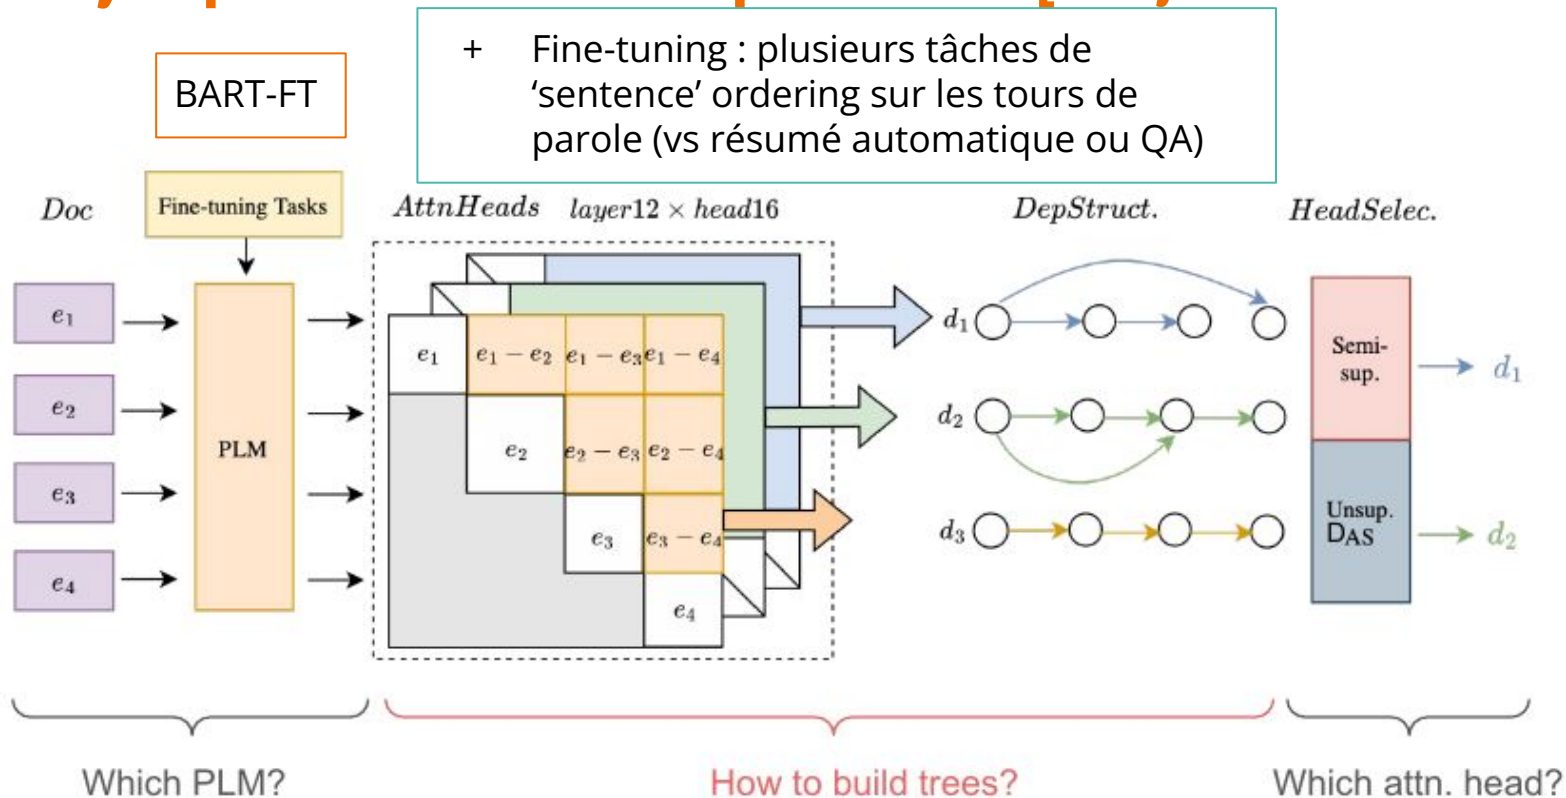 + Fine-tuning : plusieurs tâches de
‘sentence’ ordering sur les tours de
parole (vs résumé automatique ou QA)
BART-FT
Doc
Fine-tuning Tasks
AttnHeads layer12 × head16
DepStruct.
HeadSelec.
e1
e2
e3
e4
PLM
e1 e1 − e2 e1 − e3 e1 − e4
e2 e2 − e3 e2 − e4
e3 e3 − e4
e4
d1
d2
d3
Semi-
sup.
Unsup.
DAS
d1
d2
Which PLM?
How to build trees?
Which attn. head?